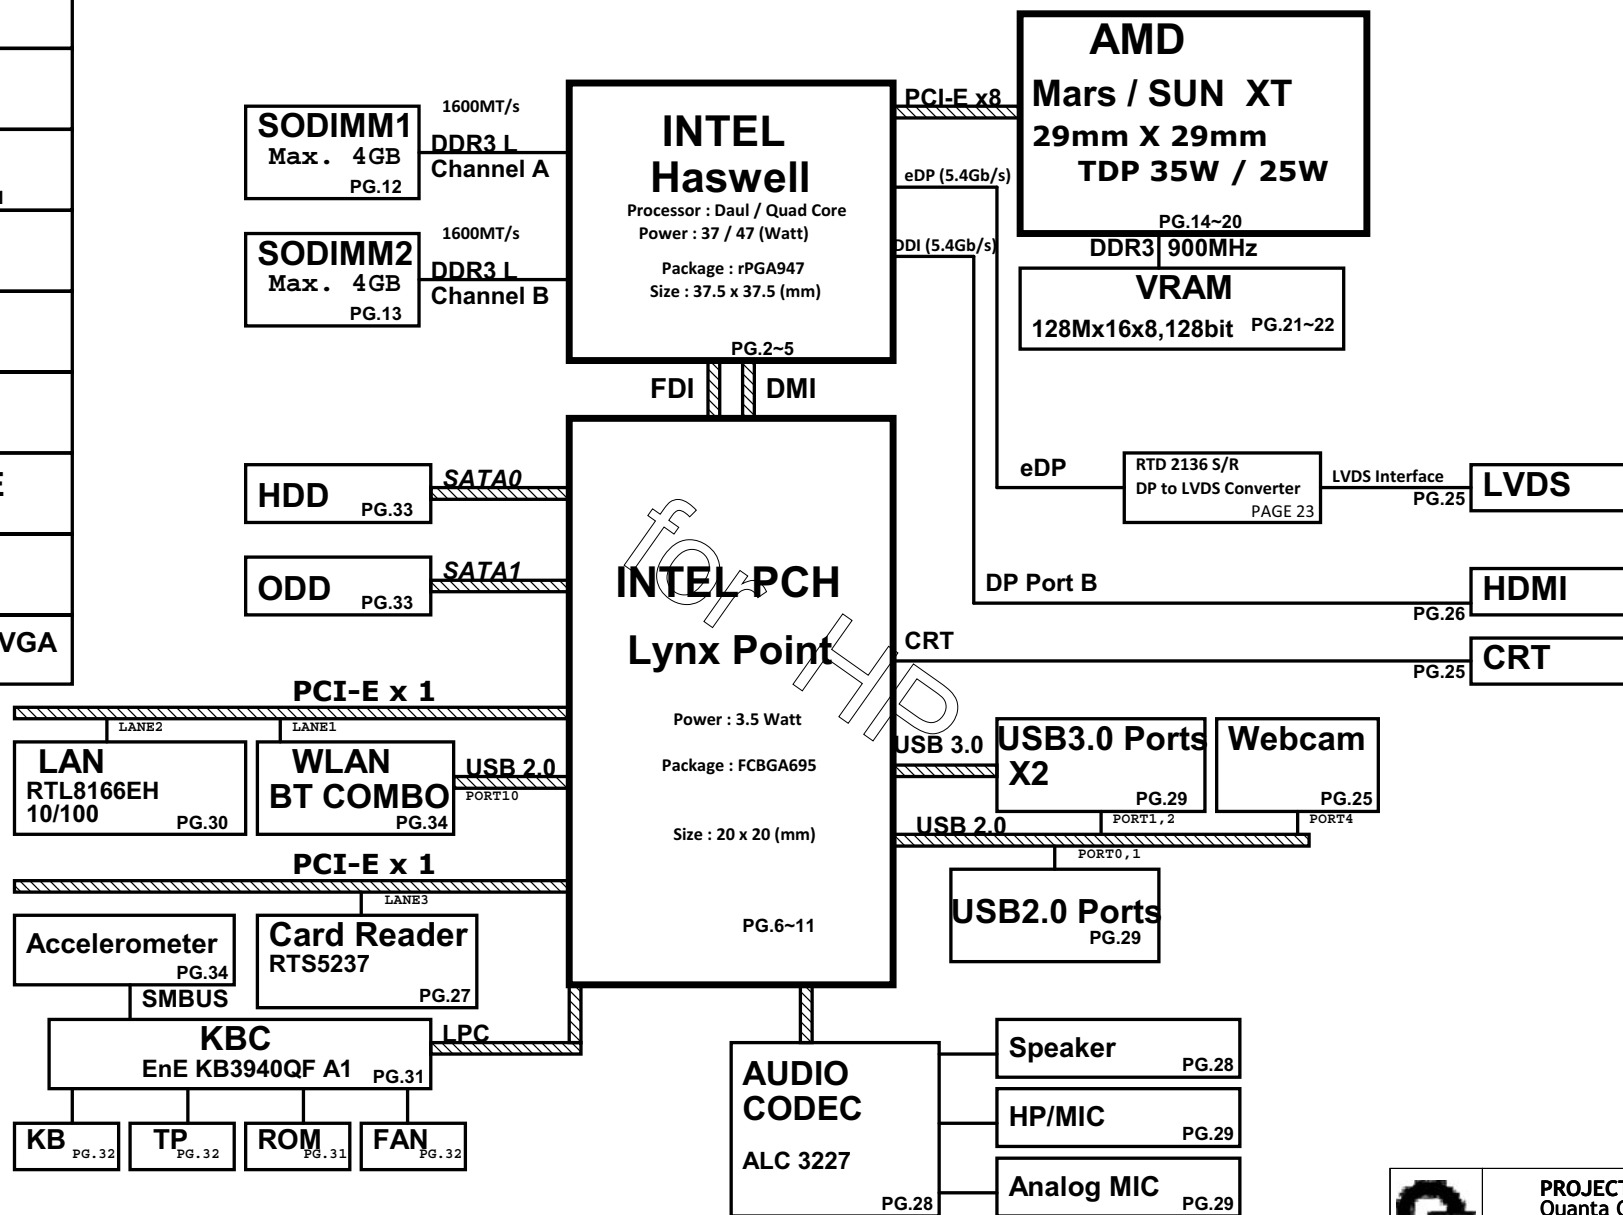 E
VGA
SODIMM1
Max. 4GB
PG.12
1600MT/s
DDR3 L
Channel A
SODIMM2
Max. 4GB
PG.13
1600MT/s
DDR3 L
Channel B
INTEL
Haswell
Processor : Daul / Quad Core
Power : 37 / 47 (Watt)
Package : rPGA947
Size : 37.5 x 37.5 (mm)
PG.2~5
PCI-E x8
eDP (5.4Gb/s)
DDI (5.4Gb/s)
AMD
Mars / SUN XT
29mm X 29mm
TDP 35W / 25W
PG.14~20
DDR3 900MHz
VRAM
128Mx16x8,128bit PG.21~22
FDI
DMI
HDD
PG.33
SATA0
ODD
PG.33
SATA1
INTEL PCH
Lynx Point
Power : 3.5 Watt
Package : FCBGA695
Size : 20 x 20 (mm)
PG.6~11
for HP
eDP
RTD 2136 S/R
DP to LVDS Converter
PAGE 23
LVDS Interface
PG.25
LVDS
DP Port B
PG.26
HDMI
CRT
PG.25
CRT
PCI-E x 1
LANE2
LANE1
LAN
RTL8166EH
10/100
PG.30
WLAN
BT COMBO
PG.34
USB 2.0
PORT10
USB 3.0
USB3.0 Ports
X2
PG.29
Webcam
PG.25
PORT1,2
PORT4
USB 2.0
PORT0,1
USB2.0 Ports
PG.29
PCI-E x 1
LANE3
Accelerometer
PG.34
SMBUS
Card Reader
RTS5237
PG.27
KBC
EnE KB3940QF A1
PG.31
LPC
KB
PG.32
TP
PG.32
ROM
PG.31
FAN
PG.32
AUDIO
CODEC
ALC 3227
PG.28
Speaker
PG.28
HP/MIC
PG.29
Analog MIC
PG.29
PROJECT
Quanta